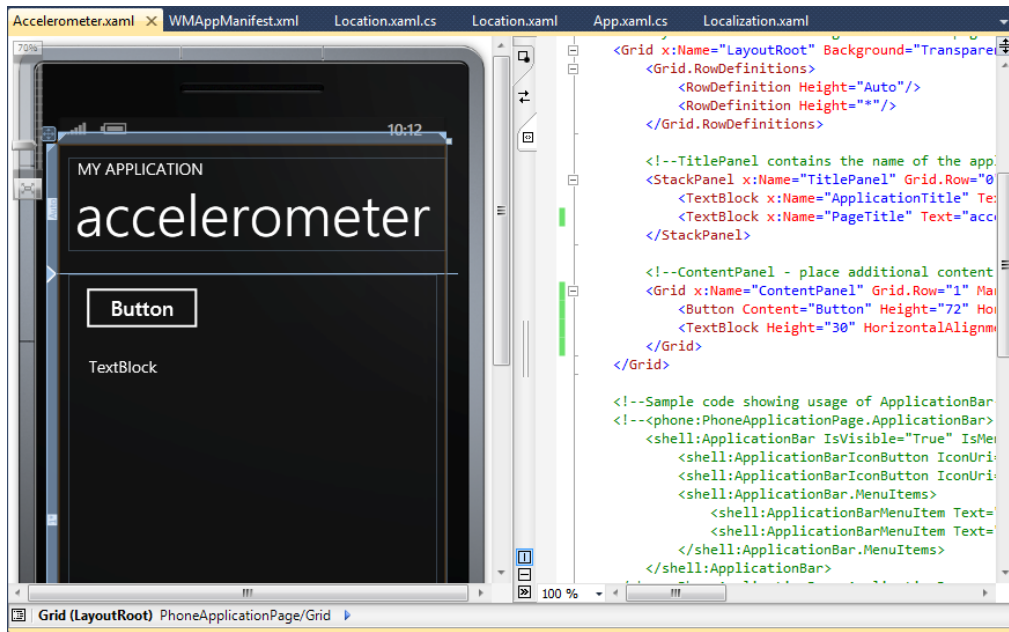 Accelerometer.xaml WMAppManifest.xml Location.xaml.cs Location.xaml App.xaml.cs Localization.xaml
70%
10:12
MY APPLICATION
accelerometer
Button
TextBlock
<Grid x:Name="LayoutRoot" Background="Transparen
<Grid.RowDefinitions>
<RowDefinition Height="Auto"/>
<RowDefinition Height="*"/>
</Grid.RowDefinitions>
<!--TitlePanel contains the name of the app
<StackPanel x:Name="TitlePanel" Grid.Row="0"
<TextBlock x:Name="ApplicationTitle" Te
<TextBlock x:Name="PageTitle" Text="acc
</StackPanel>
<!--ContentPanel - place additional content
<Grid x:Name="ContentPanel" Grid.Row="1" Ma
<Button Content="Button" Height="72" Ho
<TextBlock Height="30" HorizontalAlignm
</Grid>
</Grid>
<!--Sample code showing usage of ApplicationBar
<!--<phone:PhoneApplicationPage.ApplicationBar>
<shell:ApplicationBar IsVisible="True" IsMe
<shell:ApplicationBarIconButton IconUri
<shell:ApplicationBarIconButton IconUri
<shell:ApplicationBar.MenuItems>
<shell:ApplicationBarMenuItem Text=
<shell:ApplicationBarMenuItem Text=
</shell:ApplicationBar.MenuItems>
</shell:ApplicationBar>
100 %
Grid (LayoutRoot) PhoneApplicationPage/Grid